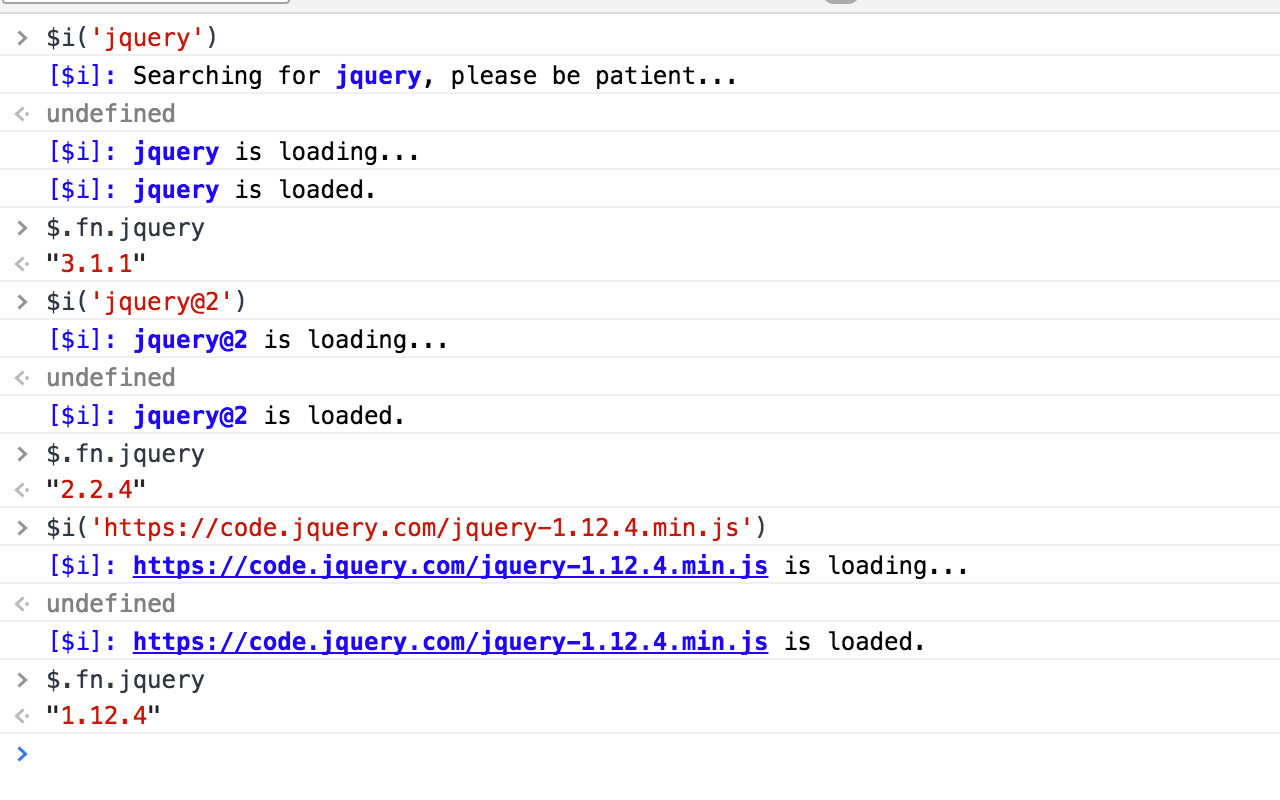 > $i('jquery')
[$i]: Searching for jquery, please be patient...
undefined
[$i]: jquery is loading...
[$i]: jquery is loaded.
> $.fn.jquery
"3.1.1"
> $i('jquery@2')
[$i]: jquery@2 is loading...
undefined
[$i]: jquery@2 is loaded.
> $.fn.jquery
"2.2.4"
> $i('https://code.jquery.com/jquery-1.12.4.min.js')
[$i]: https://code.jquery.com/jquery-1.12.4.min.js is loading...
undefined
[$i]: https://code.jquery.com/jquery-1.12.4.min.js is loaded.
> $.fn.jquery
"1.12.4"
>